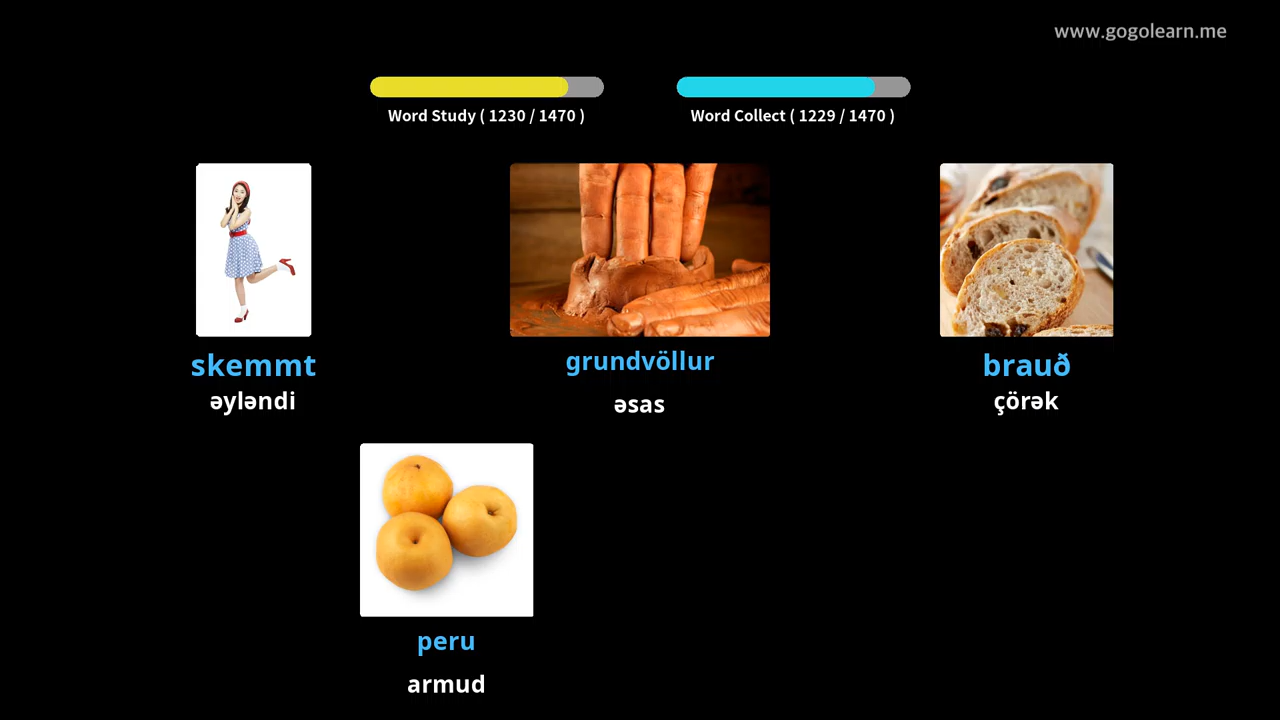 www.gogolearn.me
Word Study ( 1230 / 1470 )
Word Collect ( 1229 / 1470 )
skemmt
əyləndi
grundvöllur
əsas
brauð
çörək
peru
armud